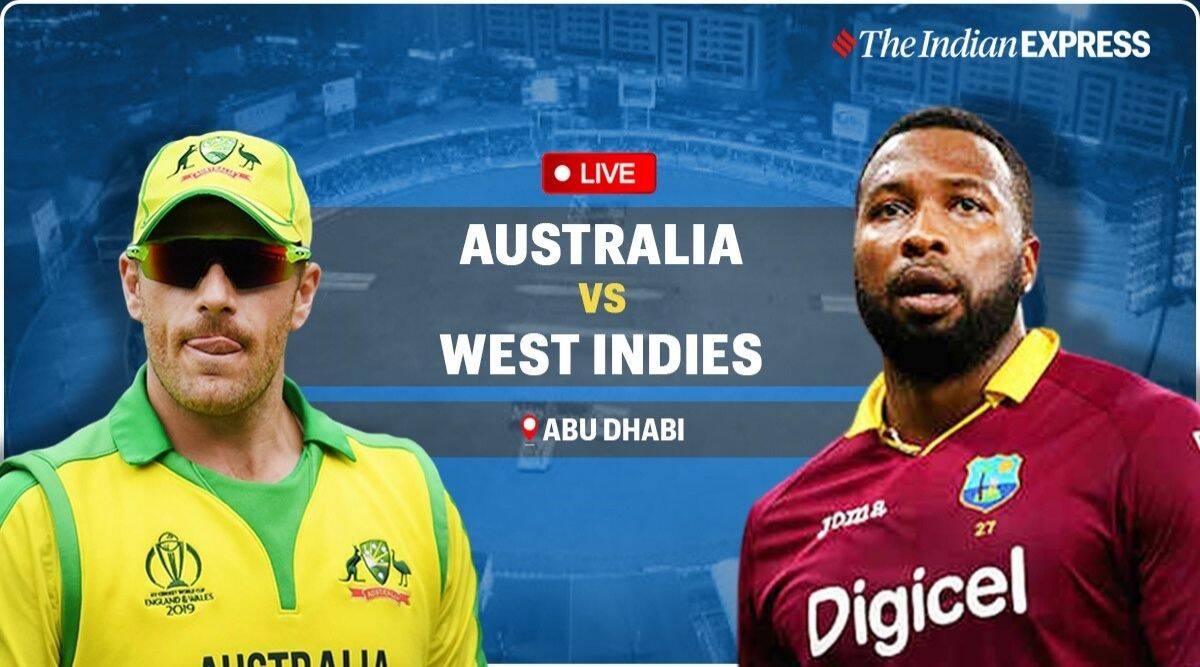 The Indian EXPRESS
LIVE
AUSTRALIA
VS
WEST INDIES
ABU DHABI
ENGLAND & WALES
2019
AUSTRALIA
JOMA
27
Digicel